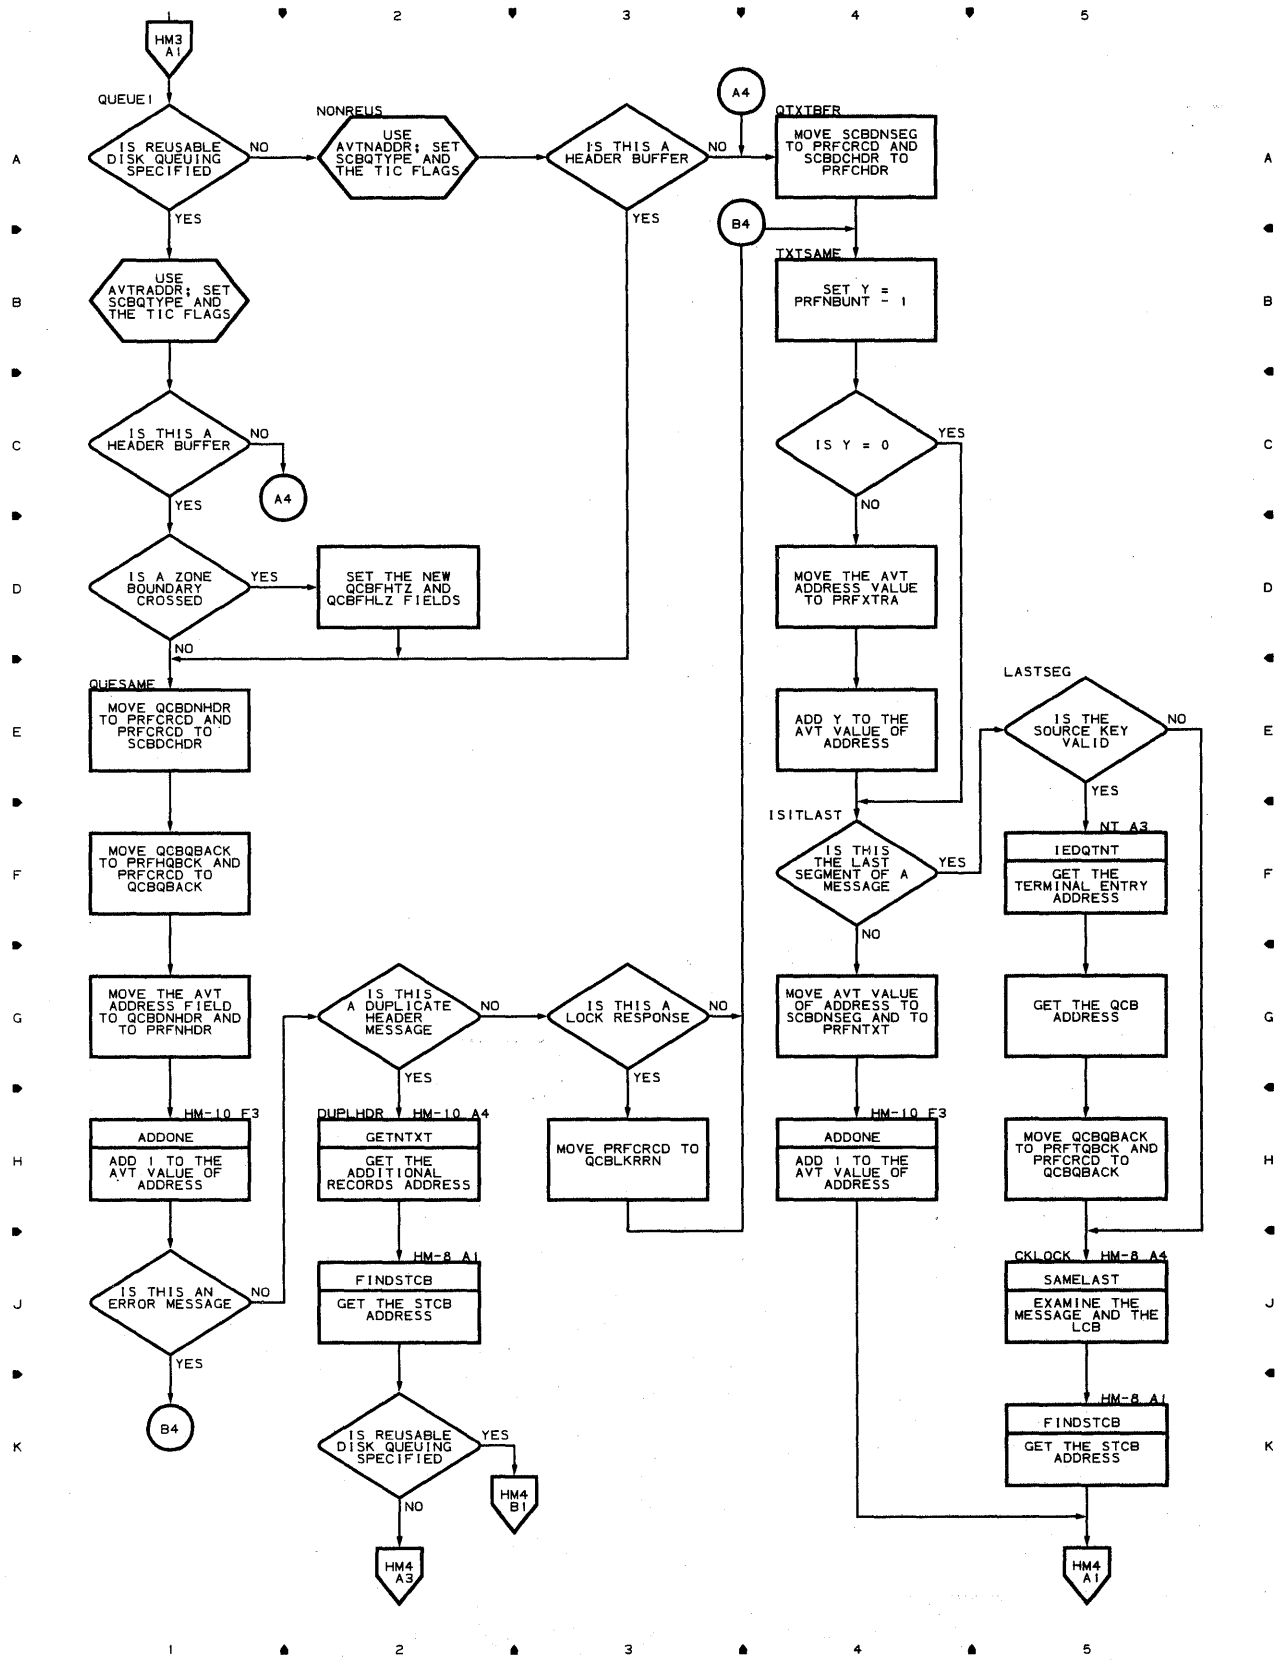 2
3
4
5
HM3
A1
QUEUE1
IS REUSABLE
DISK QUEUING
SPECIFIED
NO
YES
NONREUS
USE
AVTNADDR; SET
SCBQTYPE AND
THE TIC FLAGS
IS THIS A
HEADER BUFFER
NO
YES
A4
QTXTBFR
MOVE SCBDNSEG
TO PRFCRCD AND
SCBDCHDR TO
PRFCHDR
A
A
B4
USE
AVTRADDR; SET
SCBQTYPE AND
THE TIC FLAGS
TXTSAME
SET Y =
PRFNBUNT - 1
B
B
IS THIS A
HEADER BUFFER
NO
YES
A4
IS Y = 0
YES
NO
C
C
IS A ZONE
BOUNDARY
CROSSED
YES
NO
SET THE NEW
QCBFHTZ AND
QCBFHLZ FIELDS
MOVE THE AVT
ADDRESS VALUE
TO PRFXTRA
D
D
QUESAME
MOVE QCBDNHDR
TO PRFCRCD AND
PRFCRCD TO
SCBDCHDR
ADD Y TO THE
AVT VALUE OF
ADDRESS
LASTSEG
IS THE
SOURCE KEY
VALID
NO
YES
E
E
MOVE QCBQBACK
TO PRFHQBCK AND
PRFCRCD TO
QCBQBACK
ISITLAST
IS THIS
THE LAST
SEGMENT OF A
MESSAGE
YES
NO
NT A3
IEDQTNT
GET THE
TERMINAL ENTRY
ADDRESS
F
F
MOVE THE AVT
ADDRESS FIELD
TO QCBDNHDR AND
TO PRFNHDR
IS THIS
A DUPLICATE
HEADER
MESSAGE
NO
YES
IS THIS A
LOCK RESPONSE
NO
YES
MOVE AVT VALUE
OF ADDRESS TO
SCBDNSEG AND TO
PRFNTXT
GET THE QCB
ADDRESS
G
G
HM-10 F3
ADDONE
ADD 1 TO THE
AVT VALUE OF
ADDRESS
DUPLHDR HM-10 A4
GETNTXT
GET THE
ADDITIONAL
RECORDS ADDRESS
MOVE PRFCRCD TO
QCBLKRRN
HM-10 F3
ADDONE
ADD 1 TO THE
AVT VALUE OF
ADDRESS
MOVE QCBQBACK
TO PRFTQBCK AND
PRFCRCD TO
QCBQBACK
H
H
IS THIS AN
ERROR MESSAGE
NO
YES
HM-8 A1
FINDSTCB
GET THE STCB
ADDRESS
CKLOCK HM-8 A4
SAMELAST
EXAMINE THE
MESSAGE AND THE
LCB
J
J
B4
IS REUSABLE
DISK QUEUING
SPECIFIED
YES
NO
HM4
B1
HM-8 A1
FINDSTCB
GET THE STCB
ADDRESS
K
K
HM4
A3
HM4
A1
1
2
3
4
5